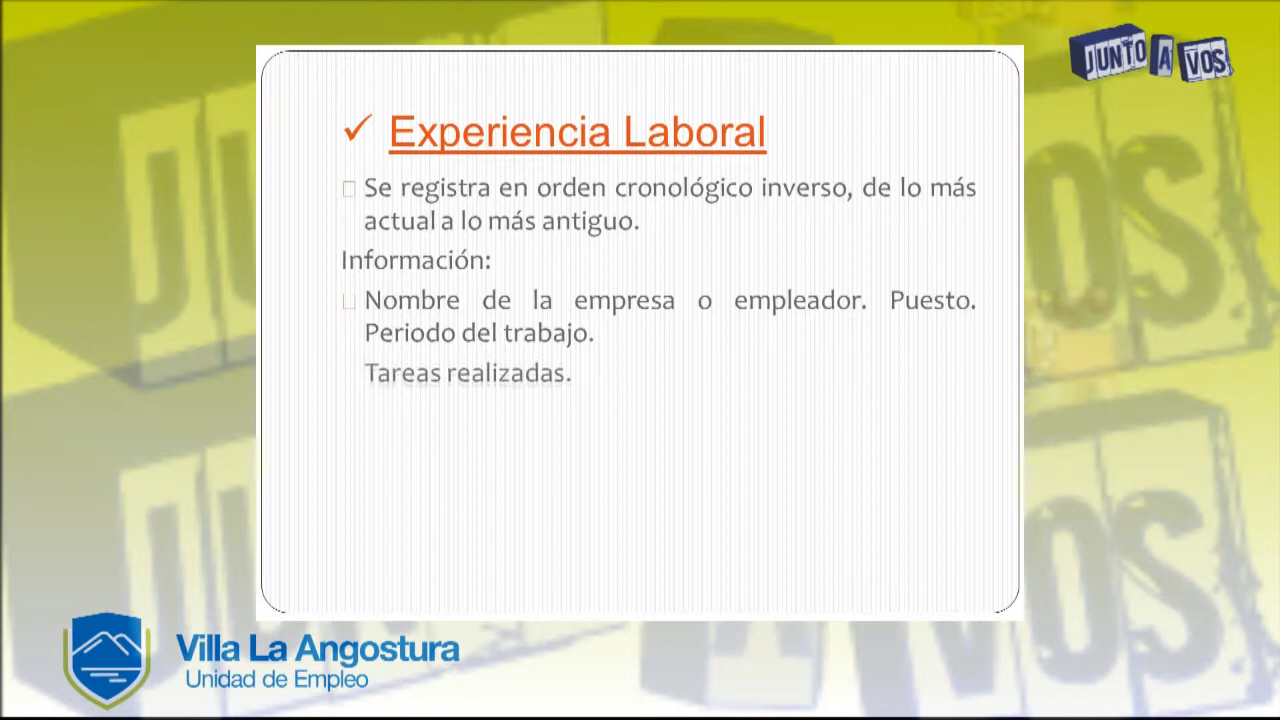 JUNTO A VOS
✓ Experiencia Laboral
Se registra en orden cronológico inverso, de lo más
actual a lo más antiguo.
Información:
Nombre de la empresa o empleador. Puesto.
Periodo del trabajo.
Tareas realizadas.
Villa La Angostura
Unidad de Empleo